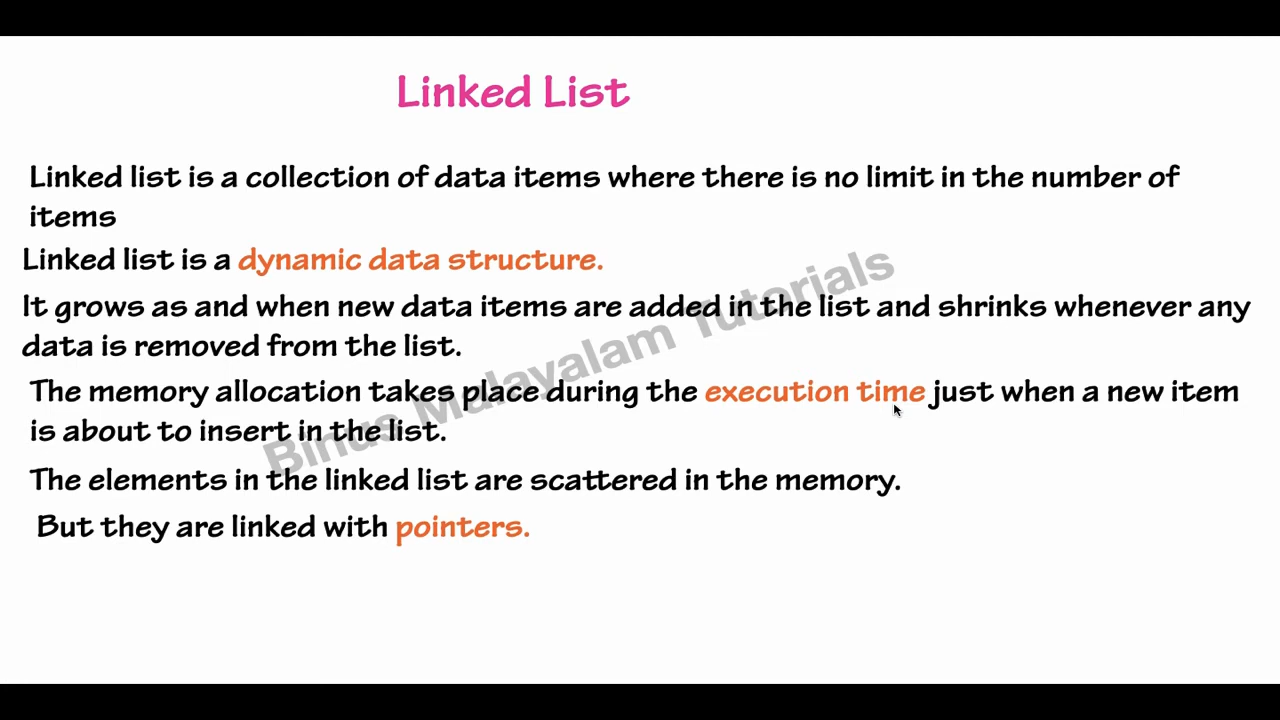 Linked List
Linked list is a collection of data items where there is no limit in the number of
items
Linked list is a dynamic data structure.
It grows as and when new data items are added in the list and shrinks whenever any
data is removed from the list.
The memory allocation takes place during the execution time just when a new item
is about to insert in the list.
The elements in the linked list are scattered in the memory.
But they are linked with pointers.
Binus Malayalam Tutorials